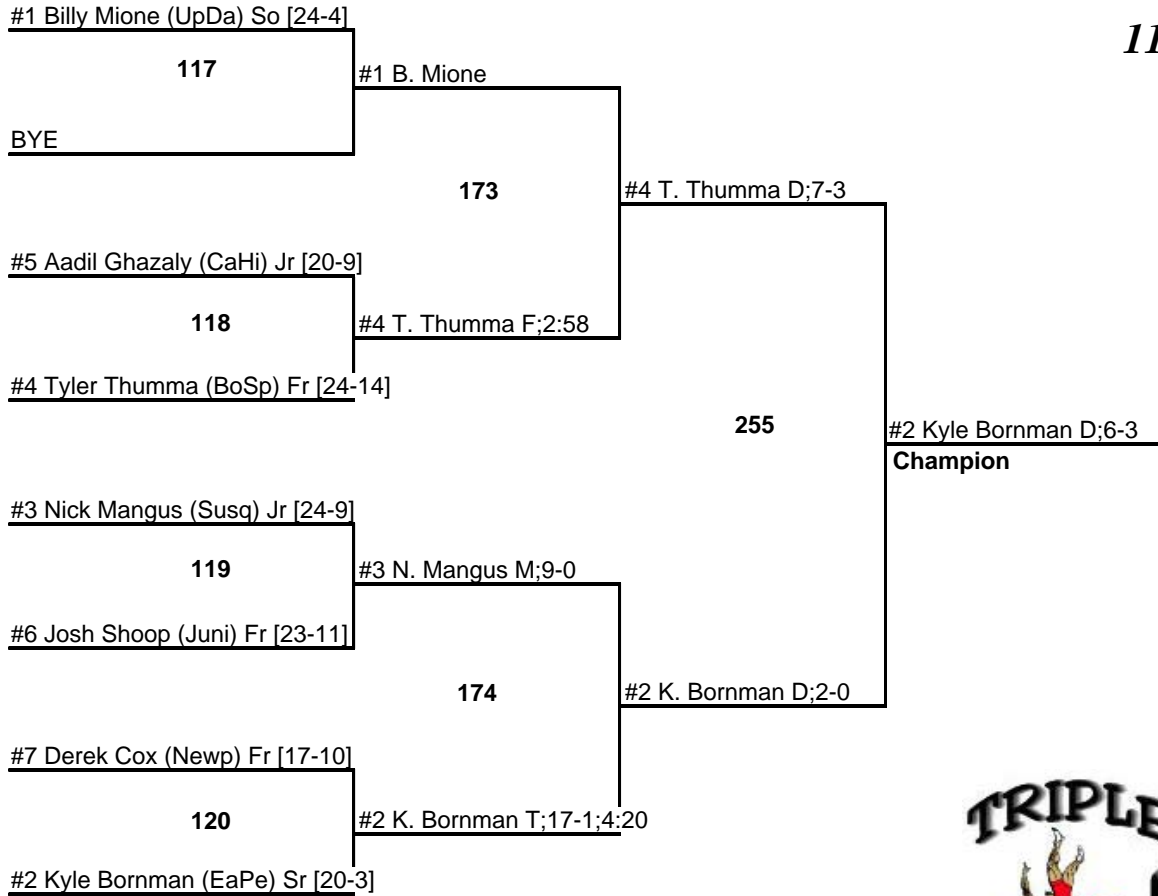 #1 Billy Mione (UpDa) So [24-4]
11
117
#1 B. Mione
BYE
173
#4 T. Thumma D;7-3
#5 Aadil Ghazaly (CaHi) Jr [20-9]
118
#4 T. Thumma F;2:58
#4 Tyler Thumma (BoSp) Fr [24-14]
255
#2 Kyle Bornman D;6-3
Champion
#3 Nick Mangus (Susq) Jr [24-9]
119
#3 N. Mangus M;9-0
#6 Josh Shoop (Juni) Fr [23-11]
174
#2 K. Bornman D;2-0
#7 Derek Cox (Newp) Fr [17-10]
120
#2 K. Bornman T;17-1;4:20
#2 Kyle Bornman (EaPe) Sr [20-3]
TRIPLE